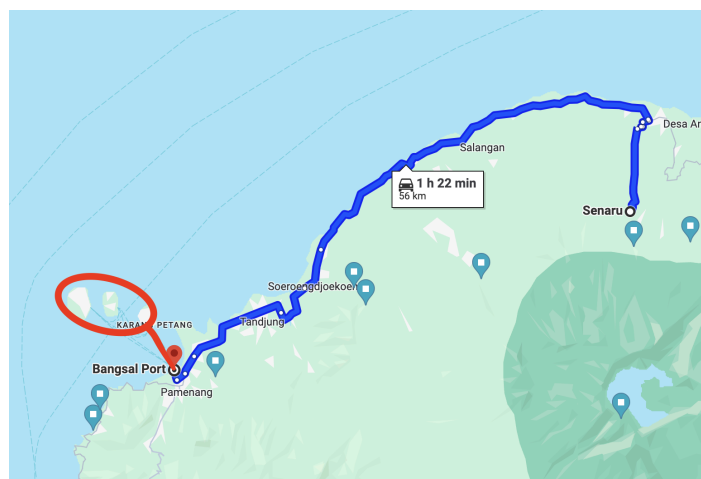 Desa Ar
Salangan
1 h 22 min
56 km
Senaru
Soeroengdjoekoen
KARANG PETANG
Tandjung
Bangsal Port
Pamenang